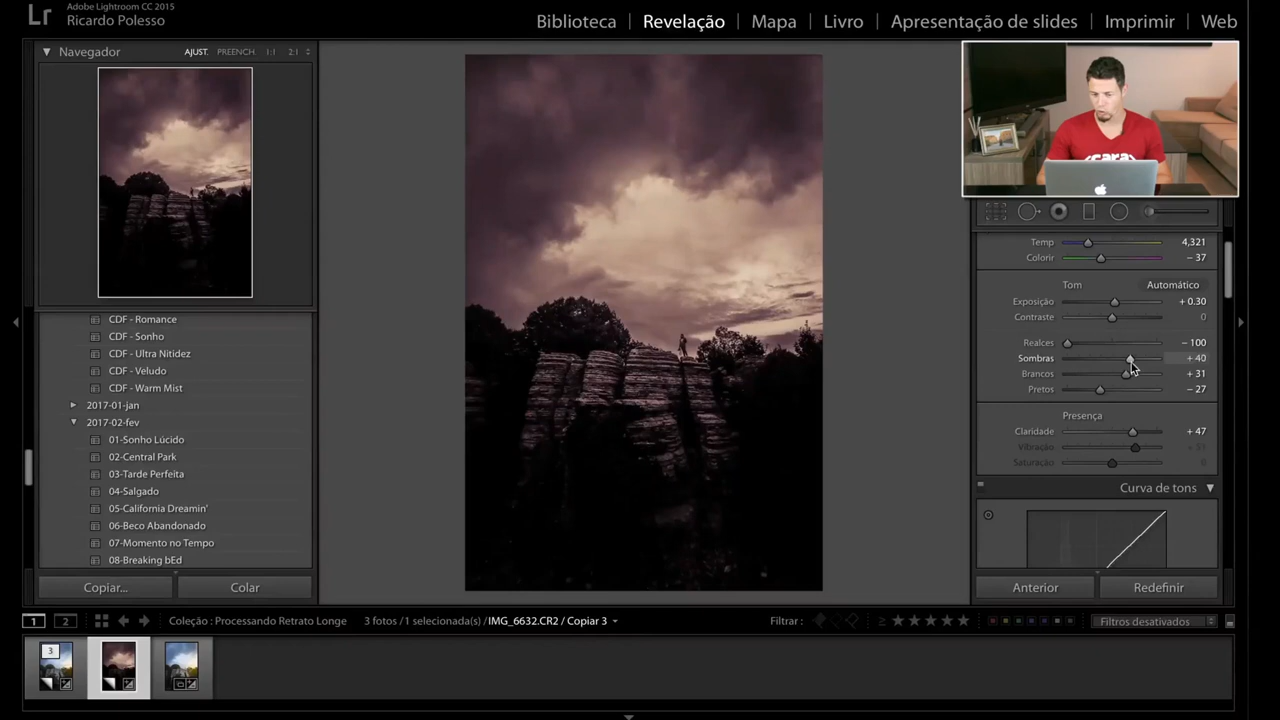 Lr
Adobe Lightroom CC 2015
Ricardo Polesso
Biblioteca | Revelação | Mapa | Livro | Apresentação de slides | Imprimir | Web
Navegador AJUST. PREENCH. 1:1 2:1
CDF - Romance
CDF - Sonho
CDF - Ultra Nitidez
CDF - Veludo
CDF - Warm Mist
2017-01-jan
2017-02-fev
01-Sonho Lúcido
02-Central Park
03-Tarde Perfeita
04-Salgado
05-California Dreamin'
06-Beco Abandonado
07-Momento no Tempo
08-Breaking bEd
Copiar... Colar
Temp 4,321
Colorir – 37
Tom Automático
Exposição + 0.30
Contraste 0
Realces – 100
Sombras + 40
Brancos + 31
Pretos – 27
Presença
Claridade + 47
Vibração
Saturação 0
Curva de tons
Anterior Redefinir
1 2 Coleção : Processando Retrato Longe 3 fotos /1 selecionada(s) /IMG_6632.CR2 / Copiar 3 Filtrar : ≥ ★★★★★ Filtros desativados
3